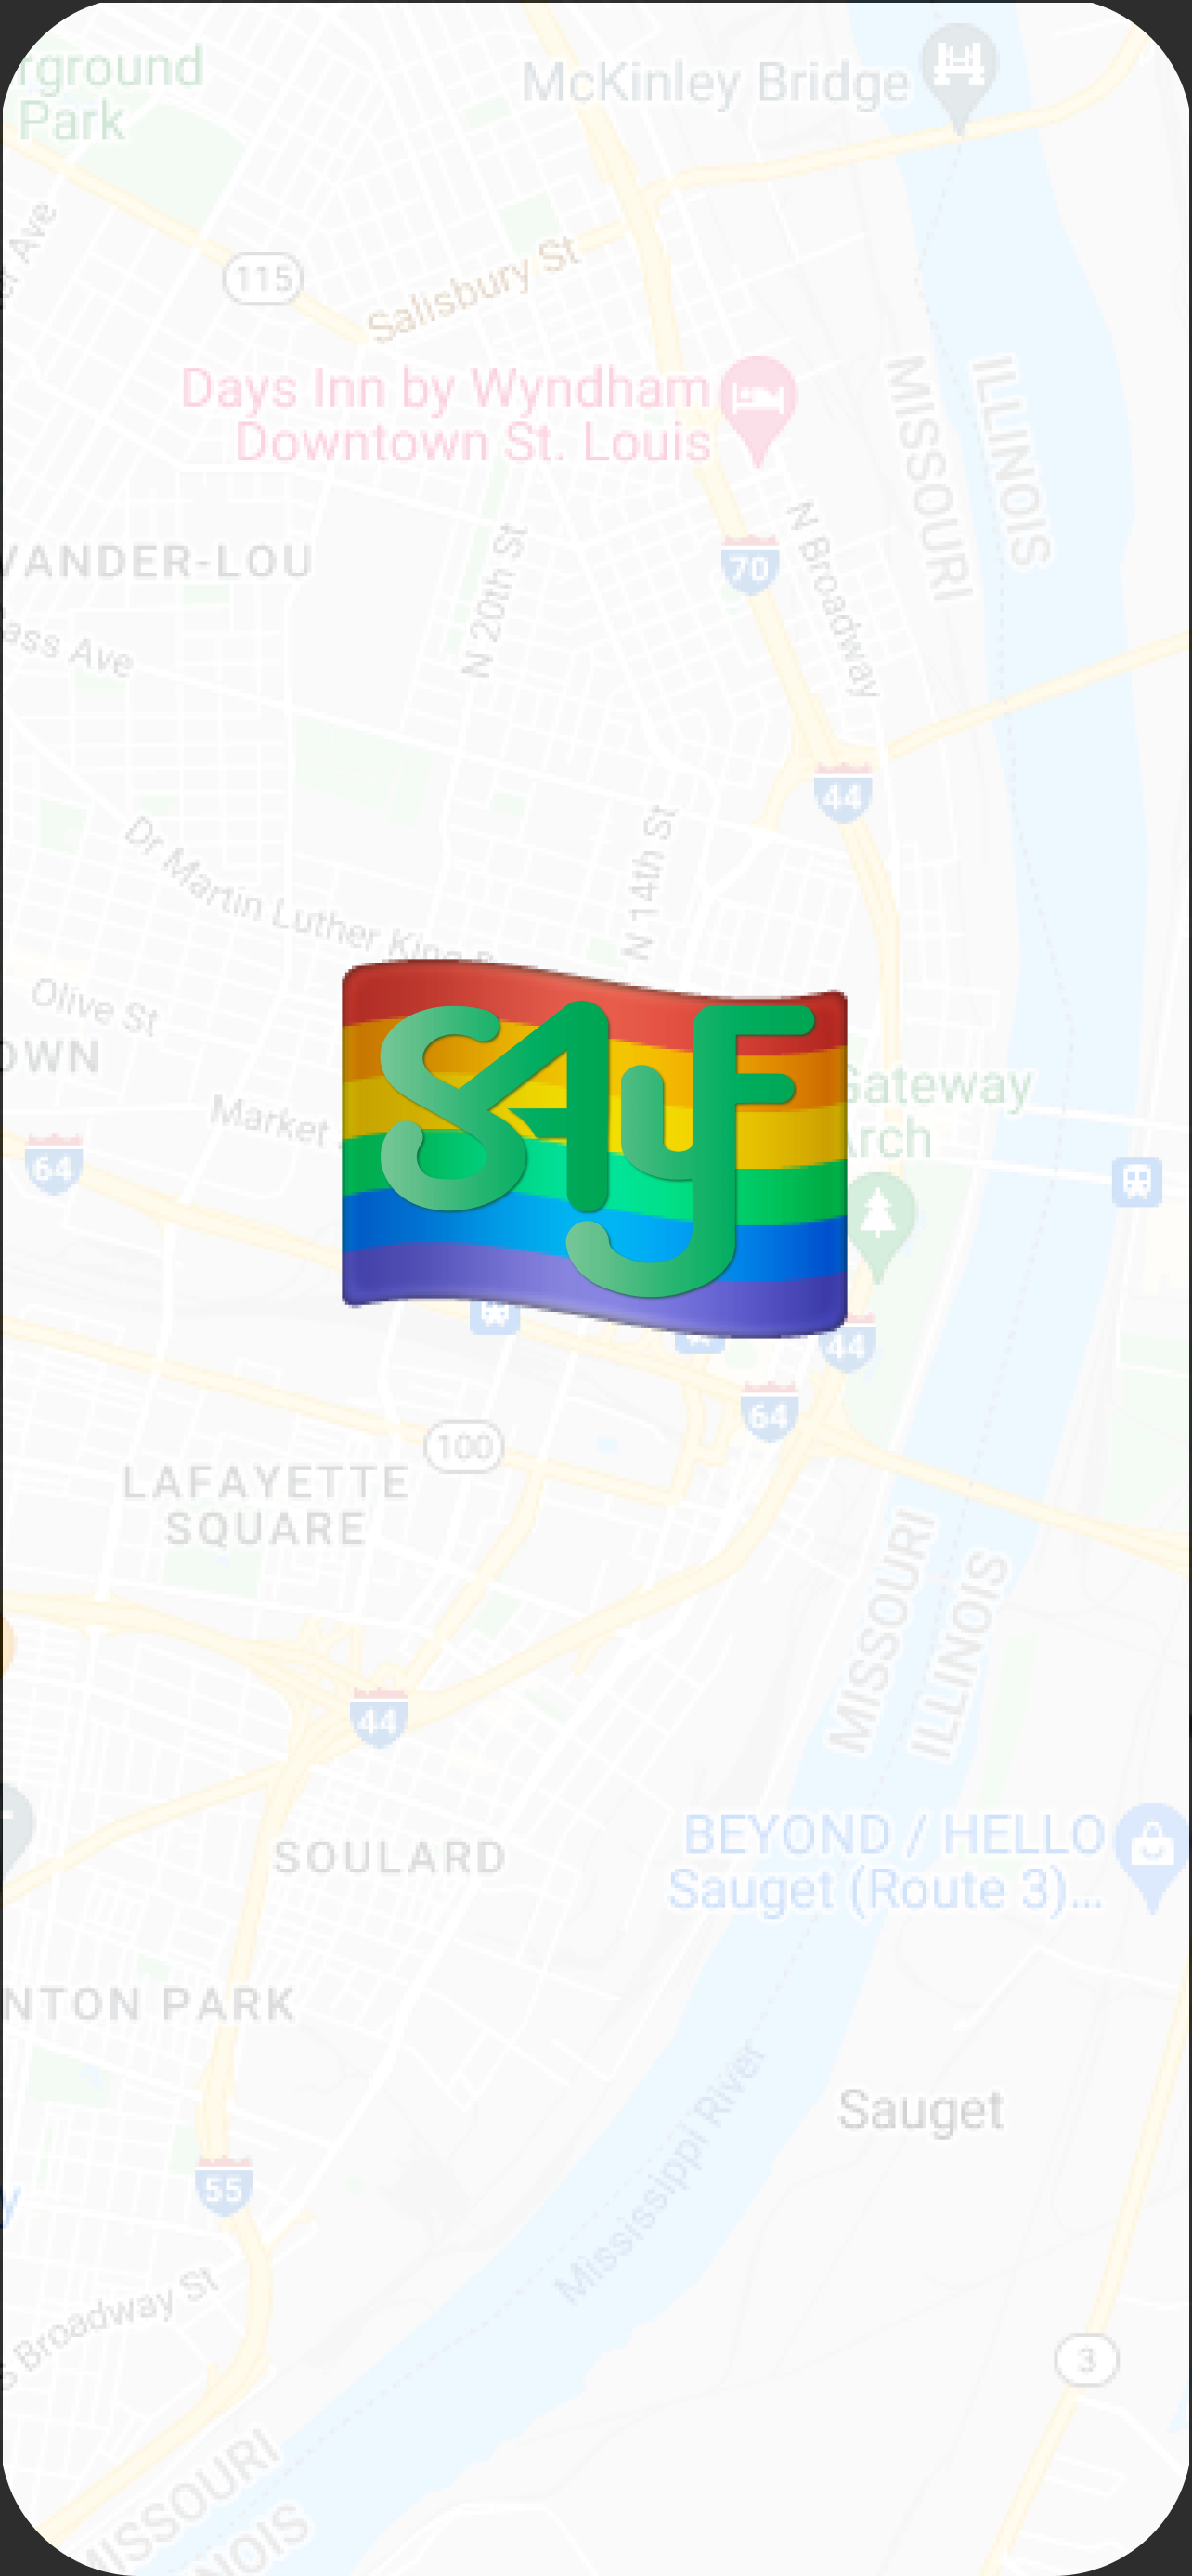 rground
Park
McKinley Bridge
115
Salisbury St
Days Inn by Wyndham
Downtown St. Louis
MISSOURI
ILLINOIS
VANDER-LOU
N 20th St
70
N Broadway
ass Ave
44
Dr Martin Luther King
N 14th St
Olive St
OWN
SAyF
Gateway
Arch
Market
64
44
64
100
LAFAYETTE
SQUARE
MISSOURI
ILLINOIS
44
SOULARD
BEYOND / HELLO
Sauget (Route 3)...
NTON PARK
Mississippi River
Sauget
55
S Broadway St
3
MISSOURI
NOIS